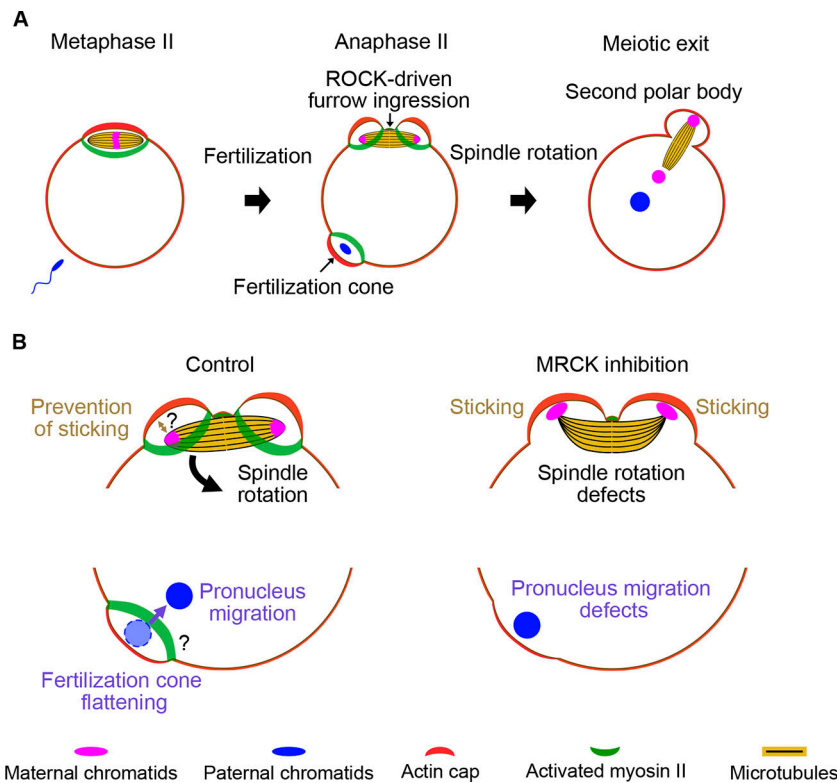 A
Metaphase II
Anaphase II
Meiotic exit
ROCK-driven
furrow ingression
Second polar body
Fertilization
Spindle rotation
Fertilization cone
B
Control
MRCK inhibition
Prevention
of sticking
?
Spindle
rotation
Sticking
Sticking
Spindle rotation
defects
Pronucleus
migration
?
Fertilization cone
flattening
Pronucleus migration
defects
Maternal chromatids
Paternal chromatids
Actin cap
Activated myosin II
Microtubules